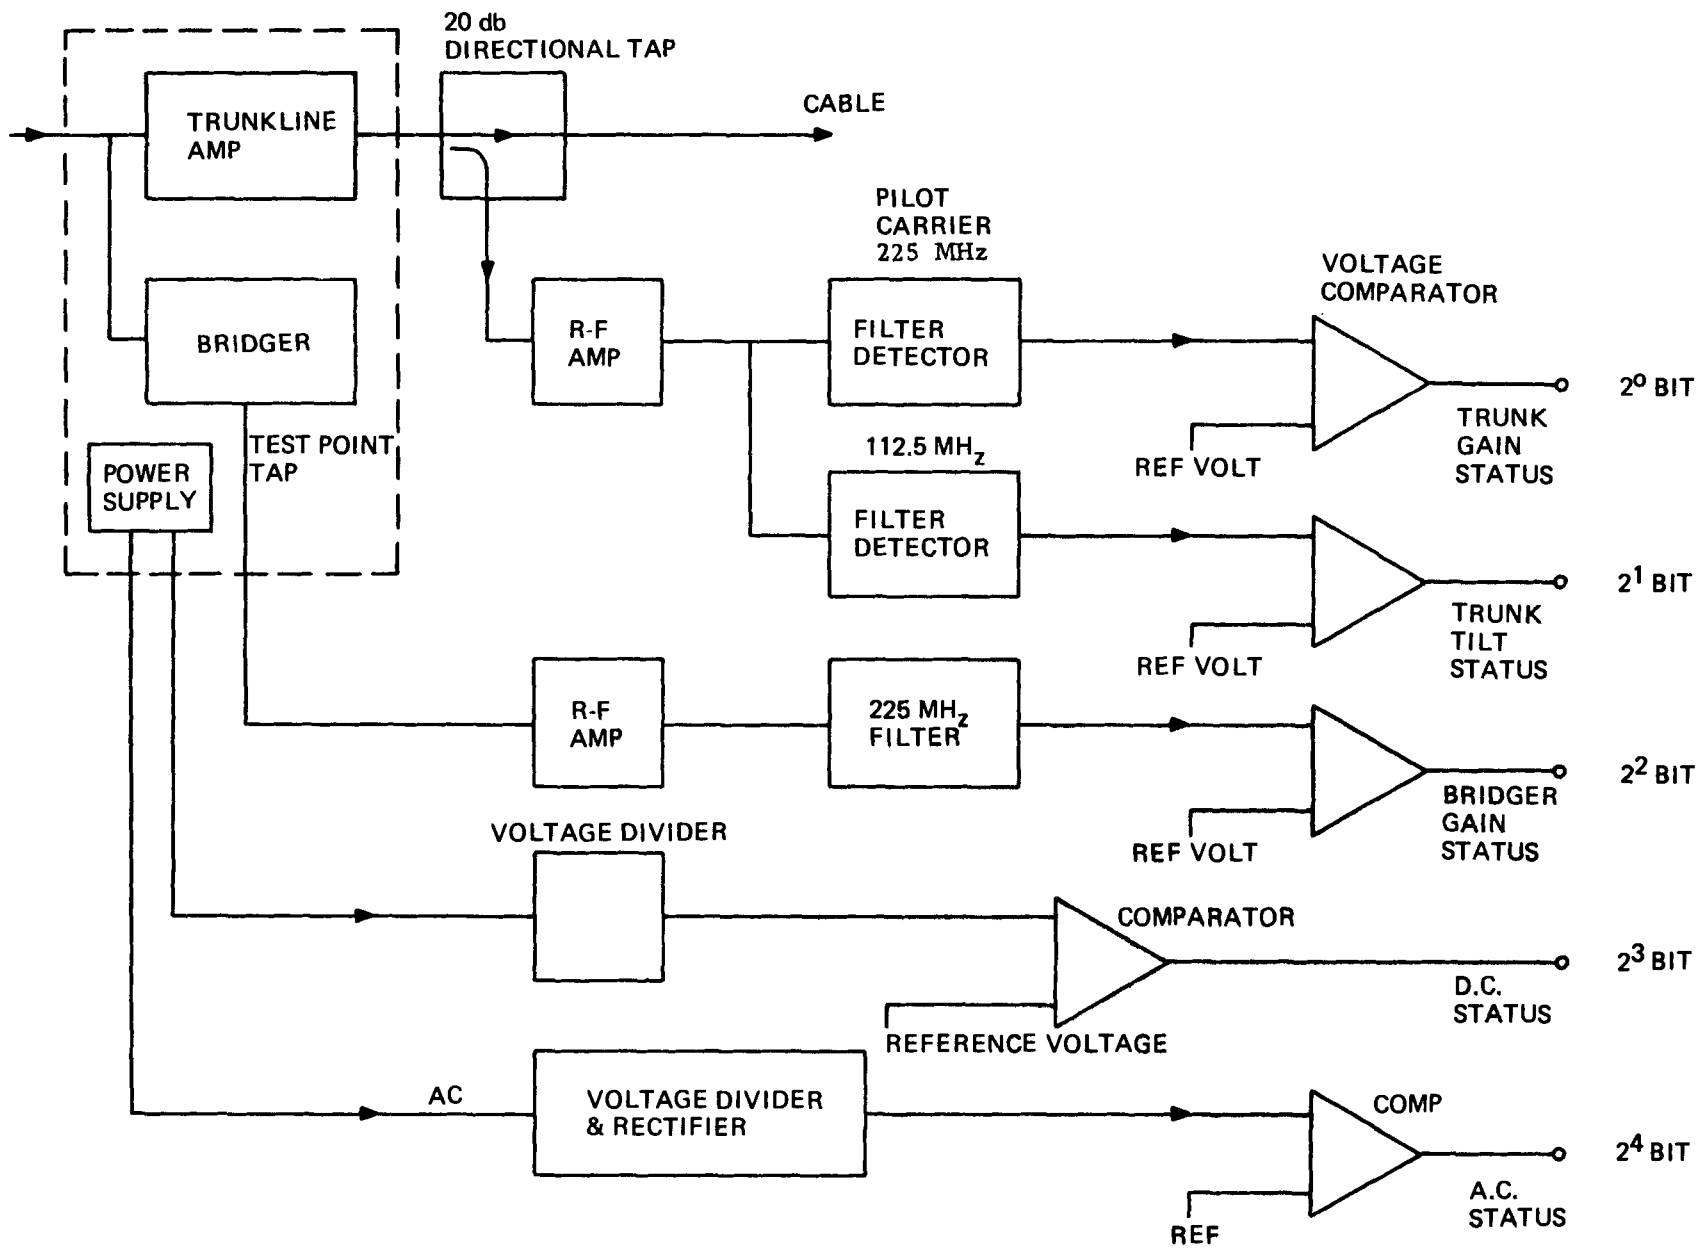 20 db
DIRECTIONAL TAP
TRUNKLINE
AMP
CABLE
PILOT
CARRIER
225 MHz
VOLTAGE
COMPARATOR
BRIDGER
R-F
AMP
FILTER
DETECTOR
2⁰ BIT
TRUNK
GAIN
STATUS
REF VOLT
TEST POINT
TAP
POWER
SUPPLY
112.5 MHz
FILTER
DETECTOR
2¹ BIT
TRUNK
TILT
STATUS
REF VOLT
R-F
AMP
225 MHz
FILTER
2² BIT
BRIDGER
GAIN
STATUS
REF VOLT
VOLTAGE DIVIDER
COMPARATOR
2³ BIT
D.C.
STATUS
REFERENCE VOLTAGE
AC
VOLTAGE DIVIDER
& RECTIFIER
COMP
2⁴ BIT
A.C.
STATUS
REF